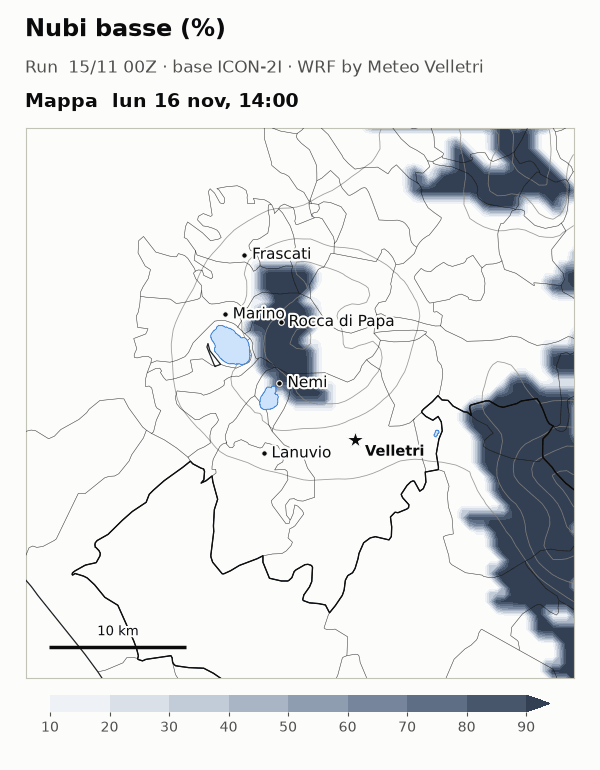 Nubi basse (%)
Run  15/11 00Z · base ICON-2I · WRF by Meteo Velletri
Mappa  lun 16 nov, 14:00
Frascati
Marino
Rocca di Papa
Nemi
Velletri
Lanuvio
10 km
10 20 30 40 50 60 70 80 90